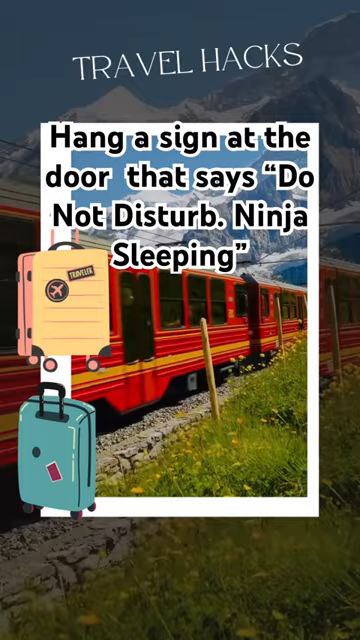 TRAVEL HACKS
Hang a sign at the
door that says “Do
Not Disturb. Ninja
Sleeping”
TRAVELER